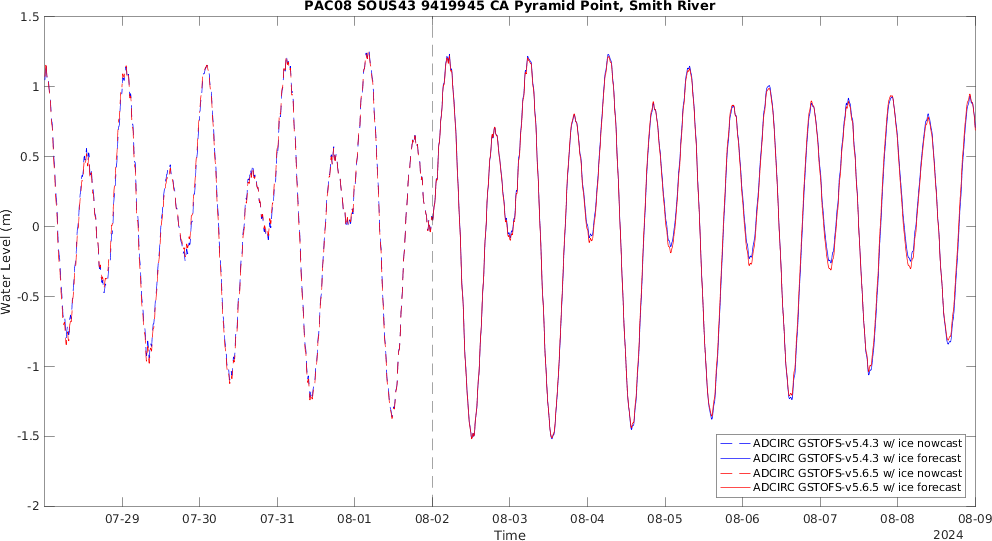 PAC08 SOUS43 9419945 CA Pyramid Point, Smith River
1.5
1
0.5
0
-0.5
-1
-1.5
-2
Water Level (m)
ADCIRC GSTOFS-v5.4.3 w/ ice nowcast
ADCIRC GSTOFS-v5.4.3 w/ ice forecast
ADCIRC GSTOFS-v5.6.5 w/ ice nowcast
ADCIRC GSTOFS-v5.6.5 w/ ice forecast
07-29 07-30 07-31 08-01 08-02 08-03 08-04 08-05 08-06 08-07 08-08 08-09
Time
2024